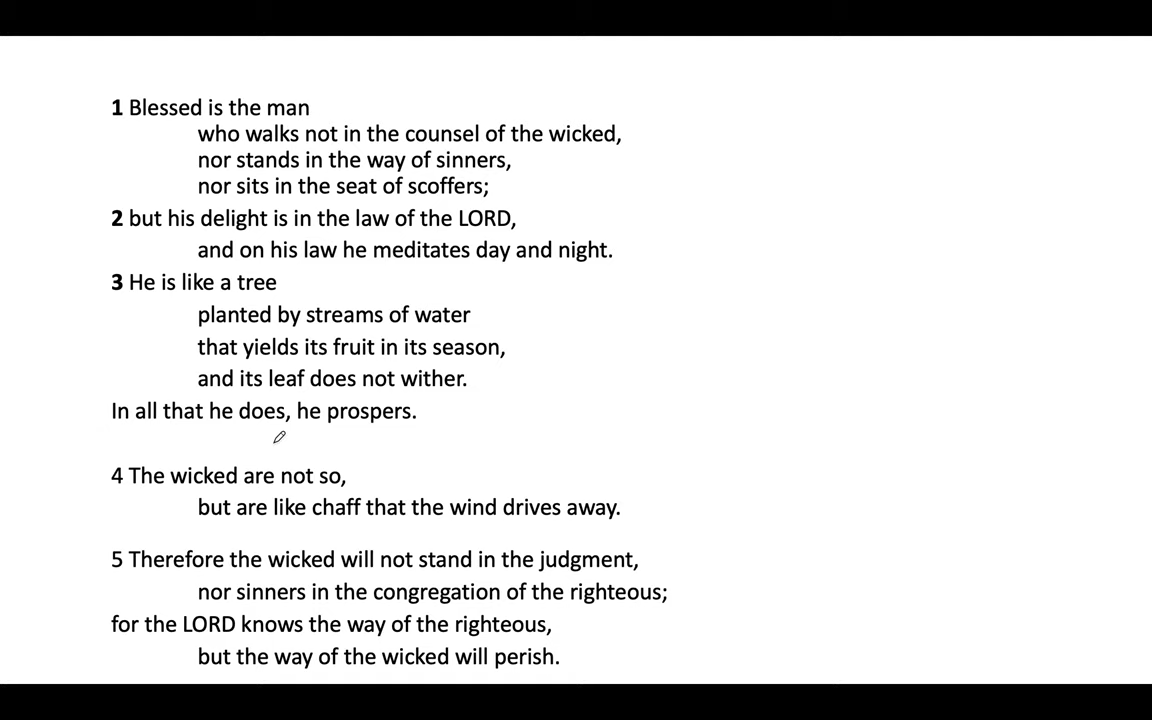 1 Blessed is the man
who walks not in the counsel of the wicked,
nor stands in the way of sinners,
nor sits in the seat of scoffers;
2 but his delight is in the law of the LORD,
and on his law he meditates day and night.
3 He is like a tree
planted by streams of water
that yields its fruit in its season,
and its leaf does not wither.
In all that he does, he prospers.
4 The wicked are not so,
but are like chaff that the wind drives away.
5 Therefore the wicked will not stand in the judgment,
nor sinners in the congregation of the righteous;
for the LORD knows the way of the righteous,
but the way of the wicked will perish.